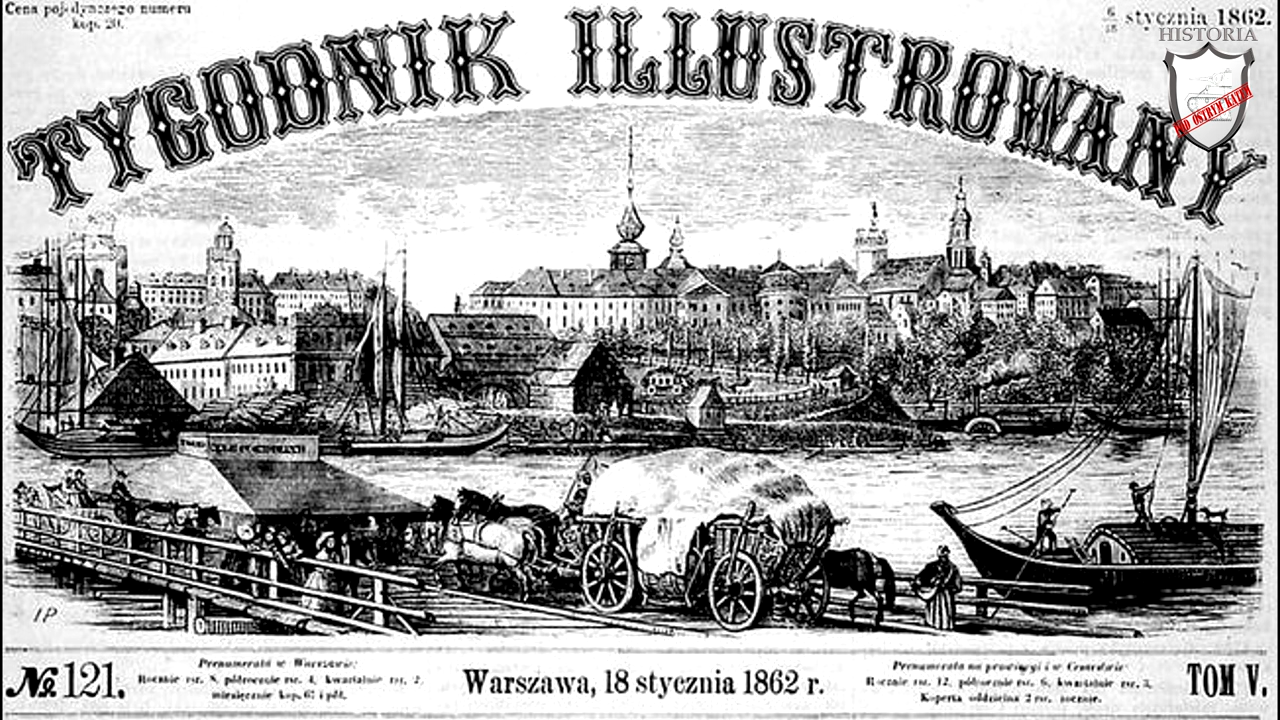 Cena pojedynczego numeru
kop. 20.
6/18 stycznia 1862.
HISTORIA
POD OSTRYM KĄTEM
TYGODNIK ILLUSTROWANY
IP
№ 121.
Prenumerata w Warszawie:
Rocznie rsr. 8, półrocznie rsr. 4, kwartalnie rsr. 2,
miesięcznie kop. 67 i pół.
Warszawa, 18 stycznia 1862 r.
Prenumerata na prowincyi i w Cesarstwie:
Rocznie rsr. 12, półrocznie rsr. 6, kwartalnie rsr. 3,
Koperta oddzielna 2 rsr. rocznie.
TOM V.